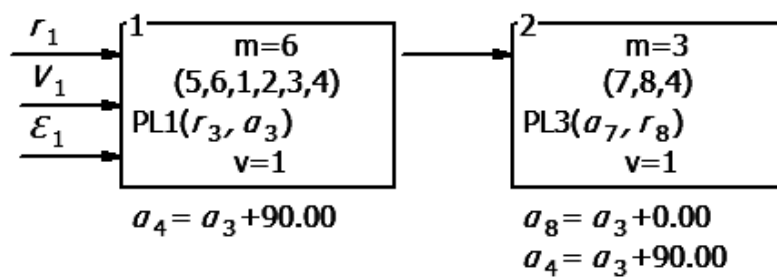 r₁
V₁
ε₁
1
m=6
(5,6,1,2,3,4)
PL1(r₃, a₃)
v=1
a₄= a₃+90.00
2
m=3
(7,8,4)
PL3(a₇, r₈)
v=1
a₈= a₃+0.00
a₄= a₃+90.00